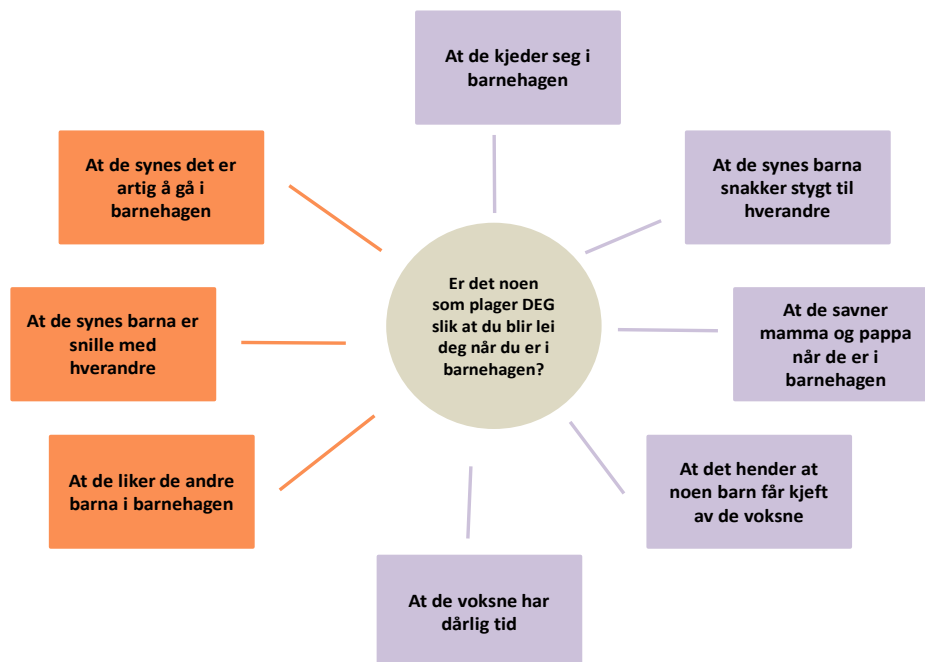 At de kjeder seg i
barnehagen
At de synes det er
artig å gå i
barnehagen
At de synes barna
snakker stygt til
hverandre
Er det noen
som plager DEG
slik at du blir lei
deg når du er i
barnehagen?
At de synes barna er
snille med
hverandre
At de savner
mamma og pappa
når de er i
barnehagen
At de liker de andre
barna i barnehagen
At det hender at
noen barn får kjeft
av de voksne
At de voksne har
dårlig tid